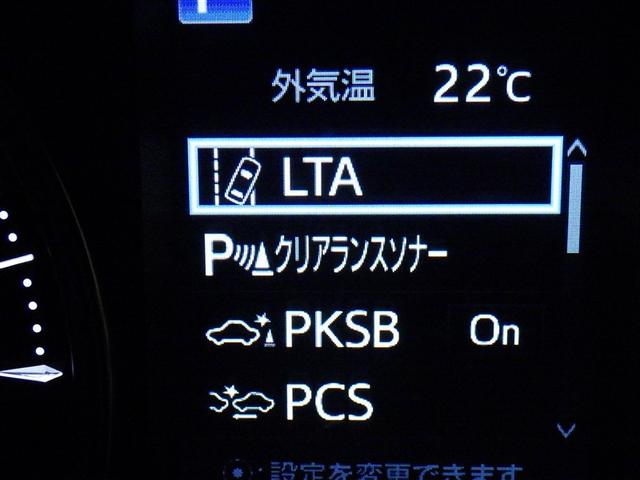 外気温 22℃
LTA
Pクリアランスソナー
PKSB On
PCS
:設定を変更できます